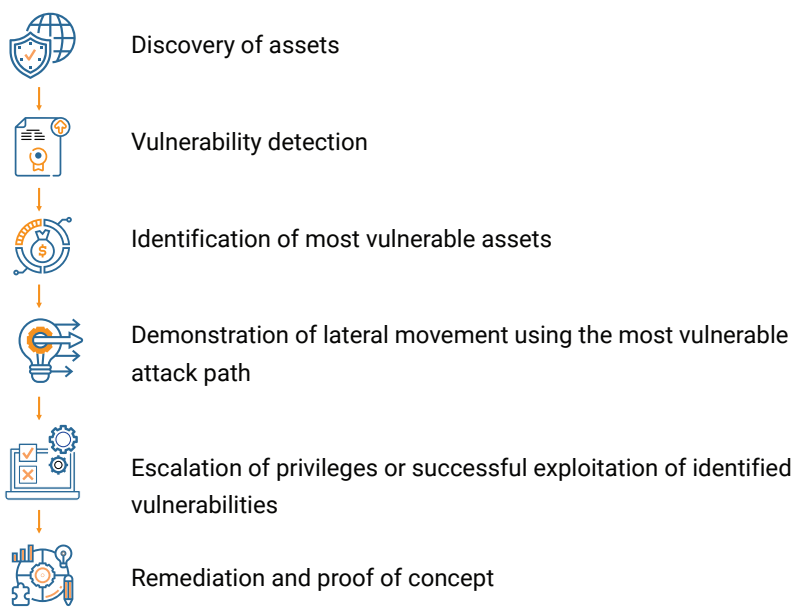 Discovery of assets
Vulnerability detection
Identification of most vulnerable assets
$
Demonstration of lateral movement using the most vulnerable
attack path
Escalation of privileges or successful exploitation of identified
vulnerabilities
Remediation and proof of concept